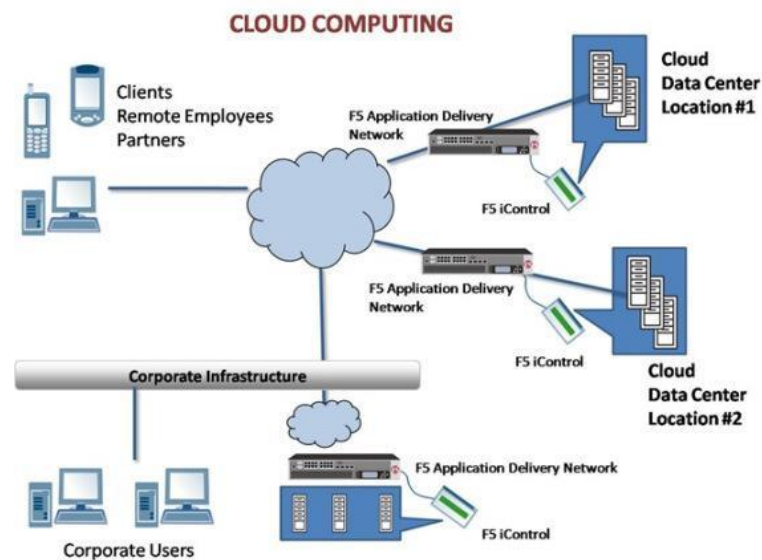 CLOUD COMPUTING
Clients
Remote Employees
Partners
F5 Application Delivery
Network
Cloud
Data Center
Location #1
F5 iControl
F5 Application Delivery
Network
F5 iControl
Cloud
Data Center
Location #2
Corporate Infrastructure
F5 Application Delivery Network
F5 iControl
Corporate Users